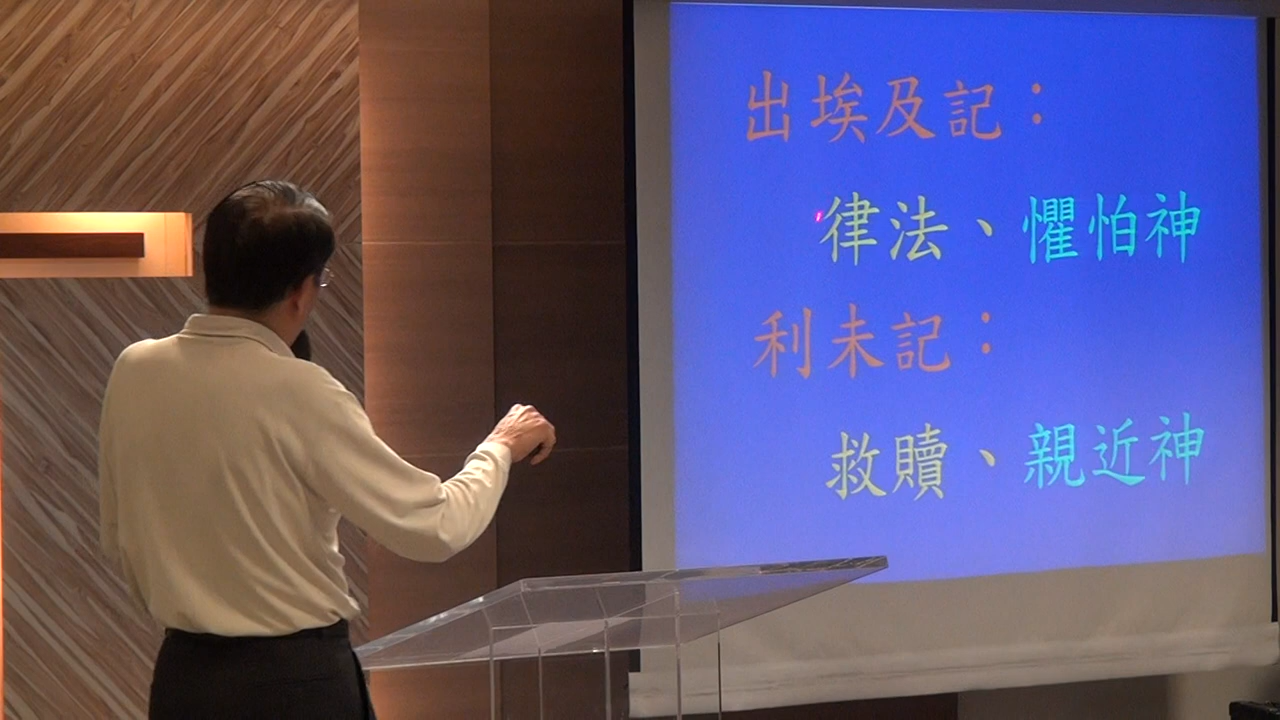 出埃及記：
律法、懼怕神
利未記：
救贖、親近神